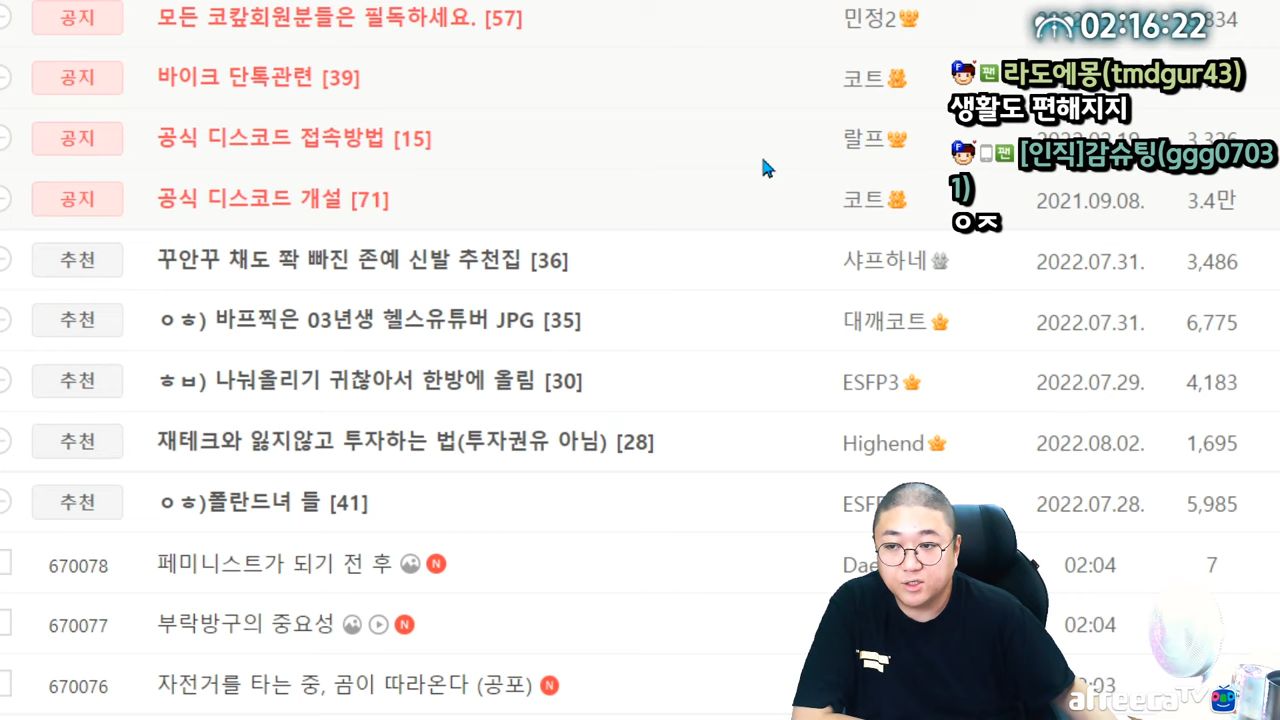 공지 모든 코칲회원분들은 필독하세요. [57] 민정2 834
02:16:22
공지 바이크 단톡관련 [39] 코트
라도에몽(tmdgur43)
생활도 편해지지
공지 공식 디스코드 접속방법 [15] 랄프
[인직]감슈팅(ggg0703
1)
ㅇㅈ
공지 공식 디스코드 개설 [71] 코트 2021.09.08. 3.4만
추천 꾸안꾸 채도 쫙 빠진 존예 신발 추천집 [36] 샤프하네 2022.07.31. 3,486
추천 ㅇㅎ) 바프찍은 03년생 헬스유튜버 JPG [35] 대깨코트 2022.07.31. 6,775
추천 ㅎㅂ) 나눠올리기 귀찮아서 한방에 올림 [30] ESFP3 2022.07.29. 4,183
추천 재테크와 잃지않고 투자하는 법(투자권유 아님) [28] Highend 2022.08.02. 1,695
추천 ㅇㅎ)폴란드녀 들 [41] 2022.07.28. 5,985
670078 페미니스트가 되기 전 후 N 02:04 7
670077 부락방구의 중요성 N 02:04
670076 자전거를 타는 중, 곰이 따라온다 (공포) N
afreecaTV